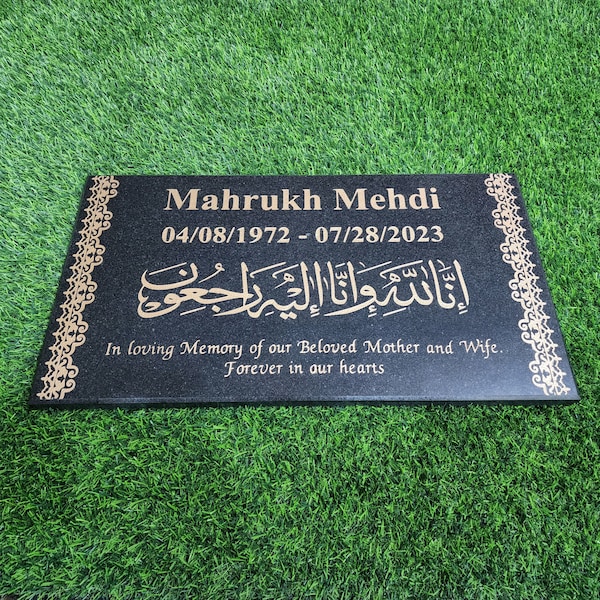 Mahrukh Mehdi
04/08/1972 - 07/28/2023
إِنَّا لِلَّهِ وَإِنَّا إِلَيْهِ رَاجِعُونَ
In loving Memory of our Beloved Mother and Wife.
Forever in our hearts